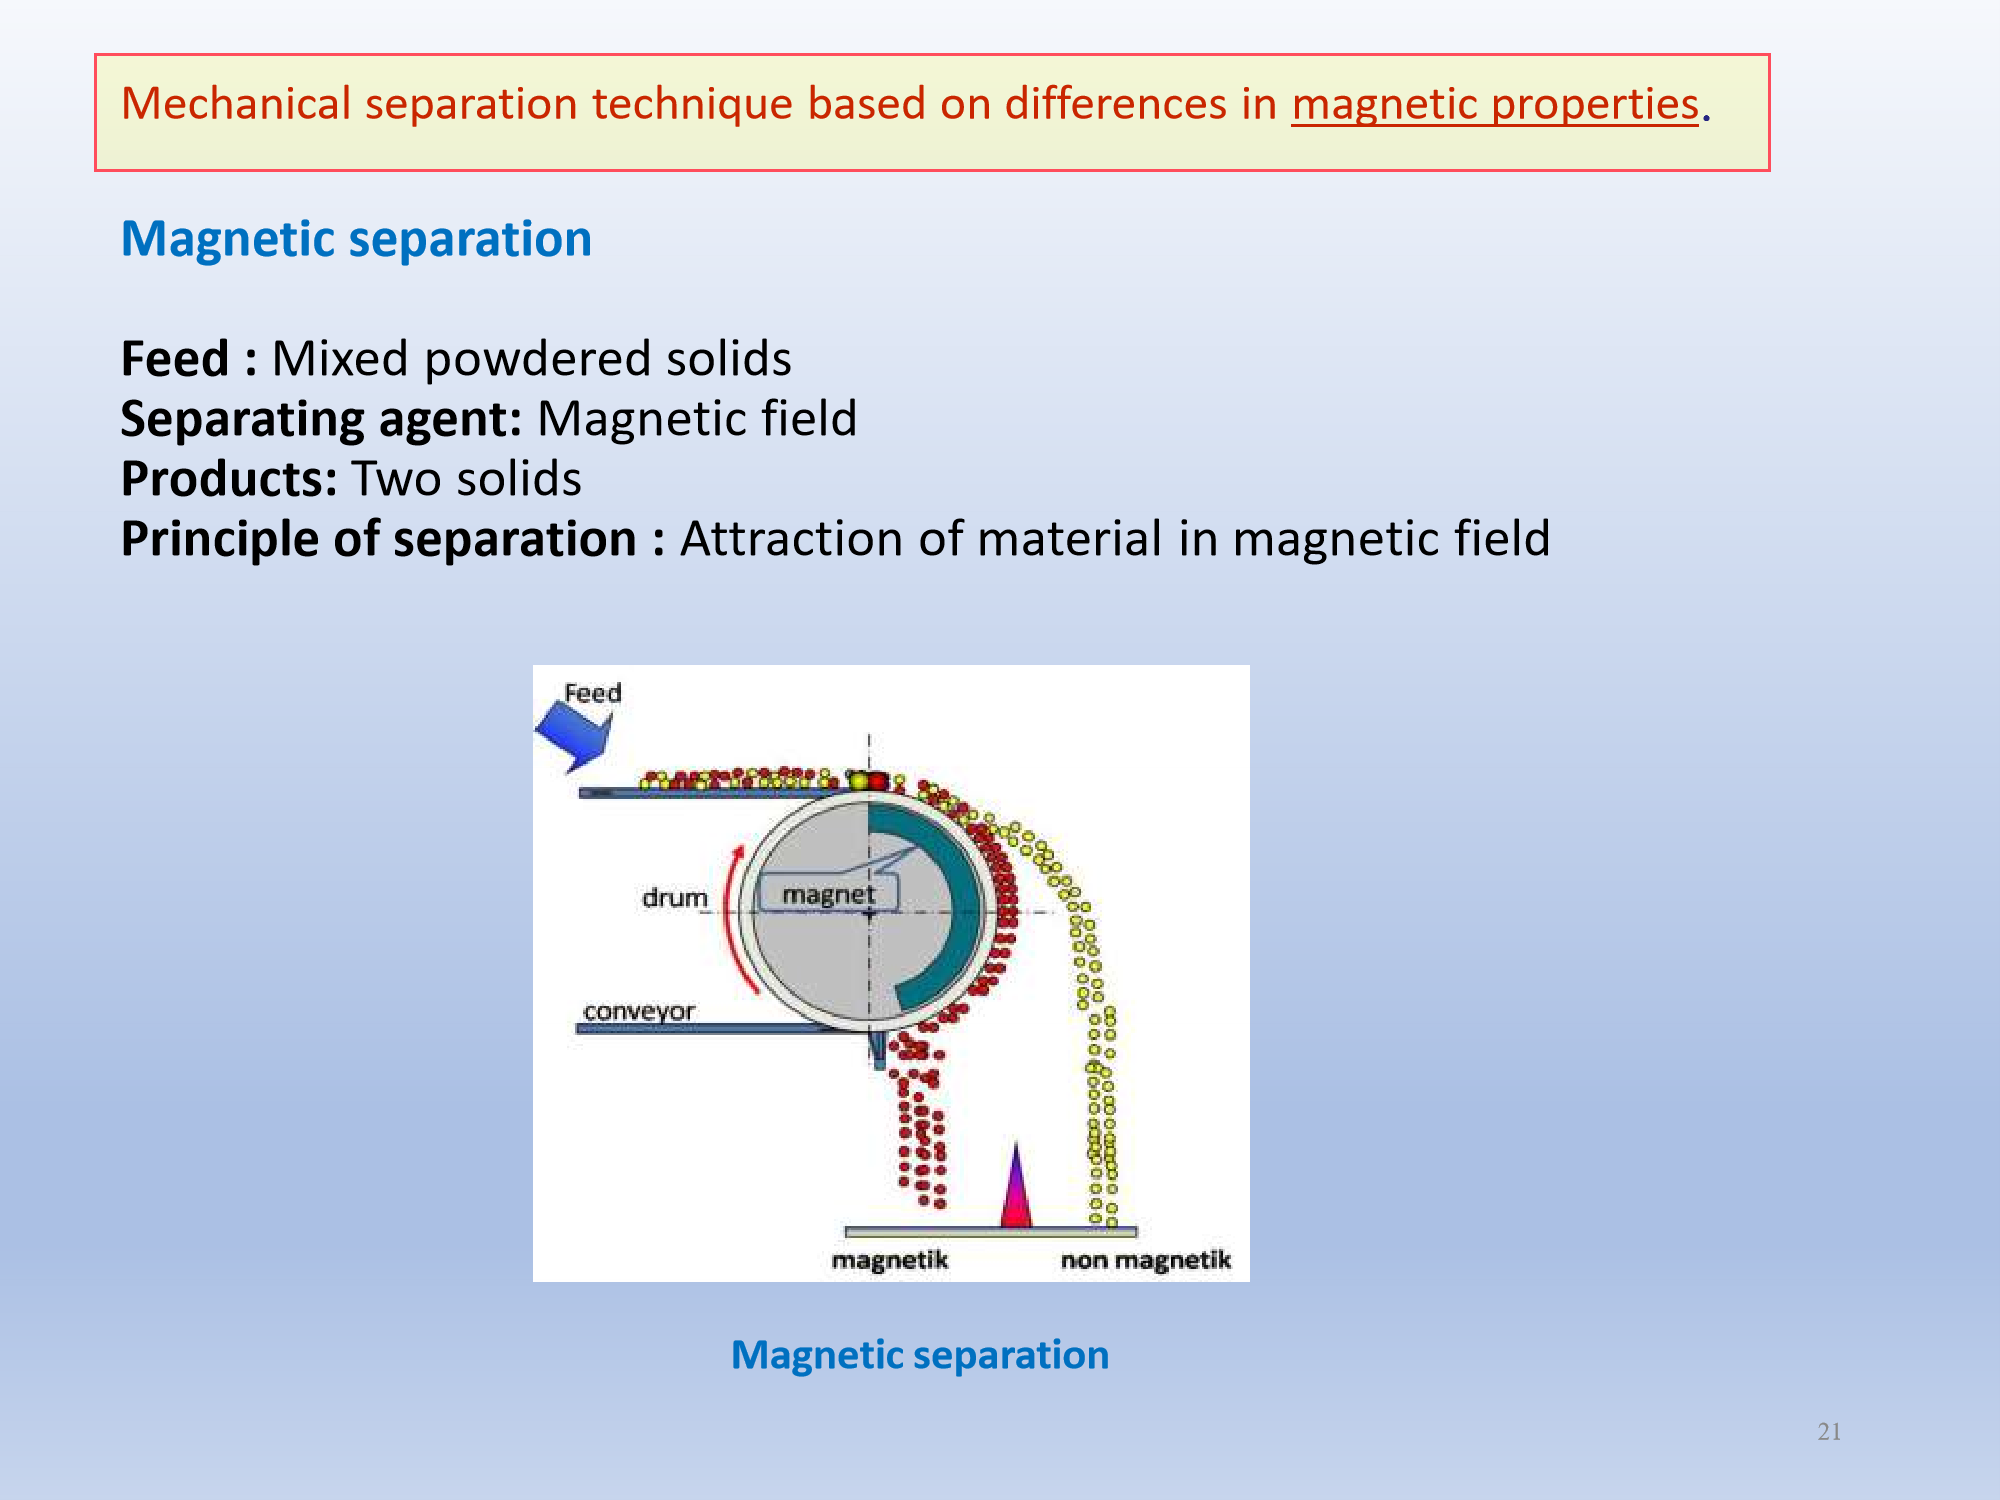 Mechanical separation technique based on differences in magnetic properties.
Magnetic separation
Feed : Mixed powdered solids
Separating agent: Magnetic field
Products: Two solids
Principle of separation : Attraction of material in magnetic field
Feed
drum
magnet
conveyor
magnetik
non magnetik
Magnetic separation
21